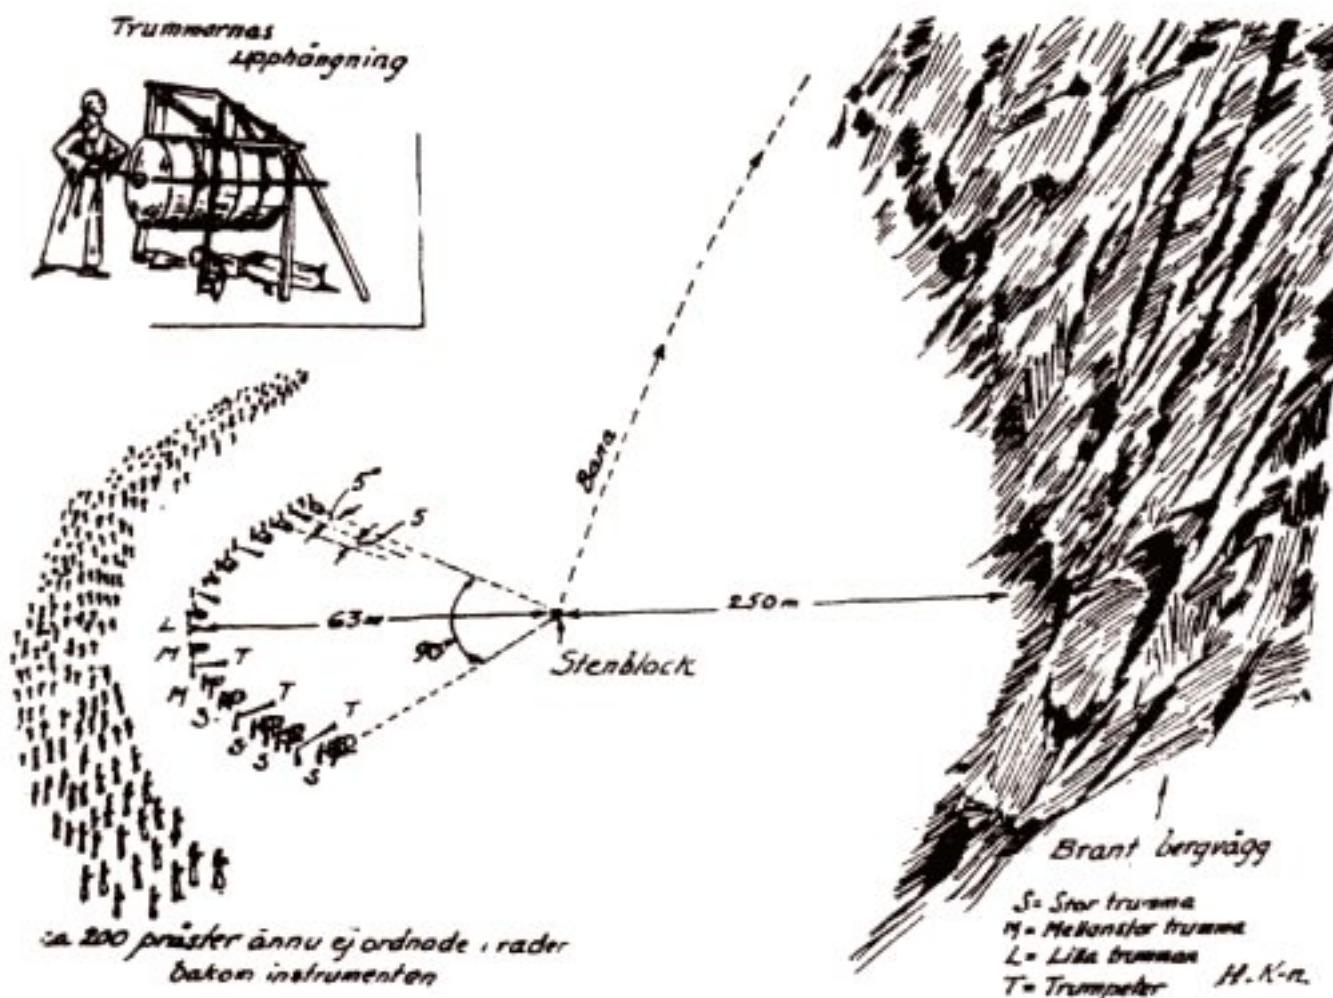 Trummornas
upphängning
Bana
5°
S
L
63 m
90°
250 m
Stenblock
M
T
M
T
T
S
S
S
S
Brant bergvägg
S= Stor trumma
M= Mellanstor trumma
L= Lilla trumman
T= Trumpeter
H. K-n.
ca 200 präster ännu ej ordnade i rader
bakom instrumenten